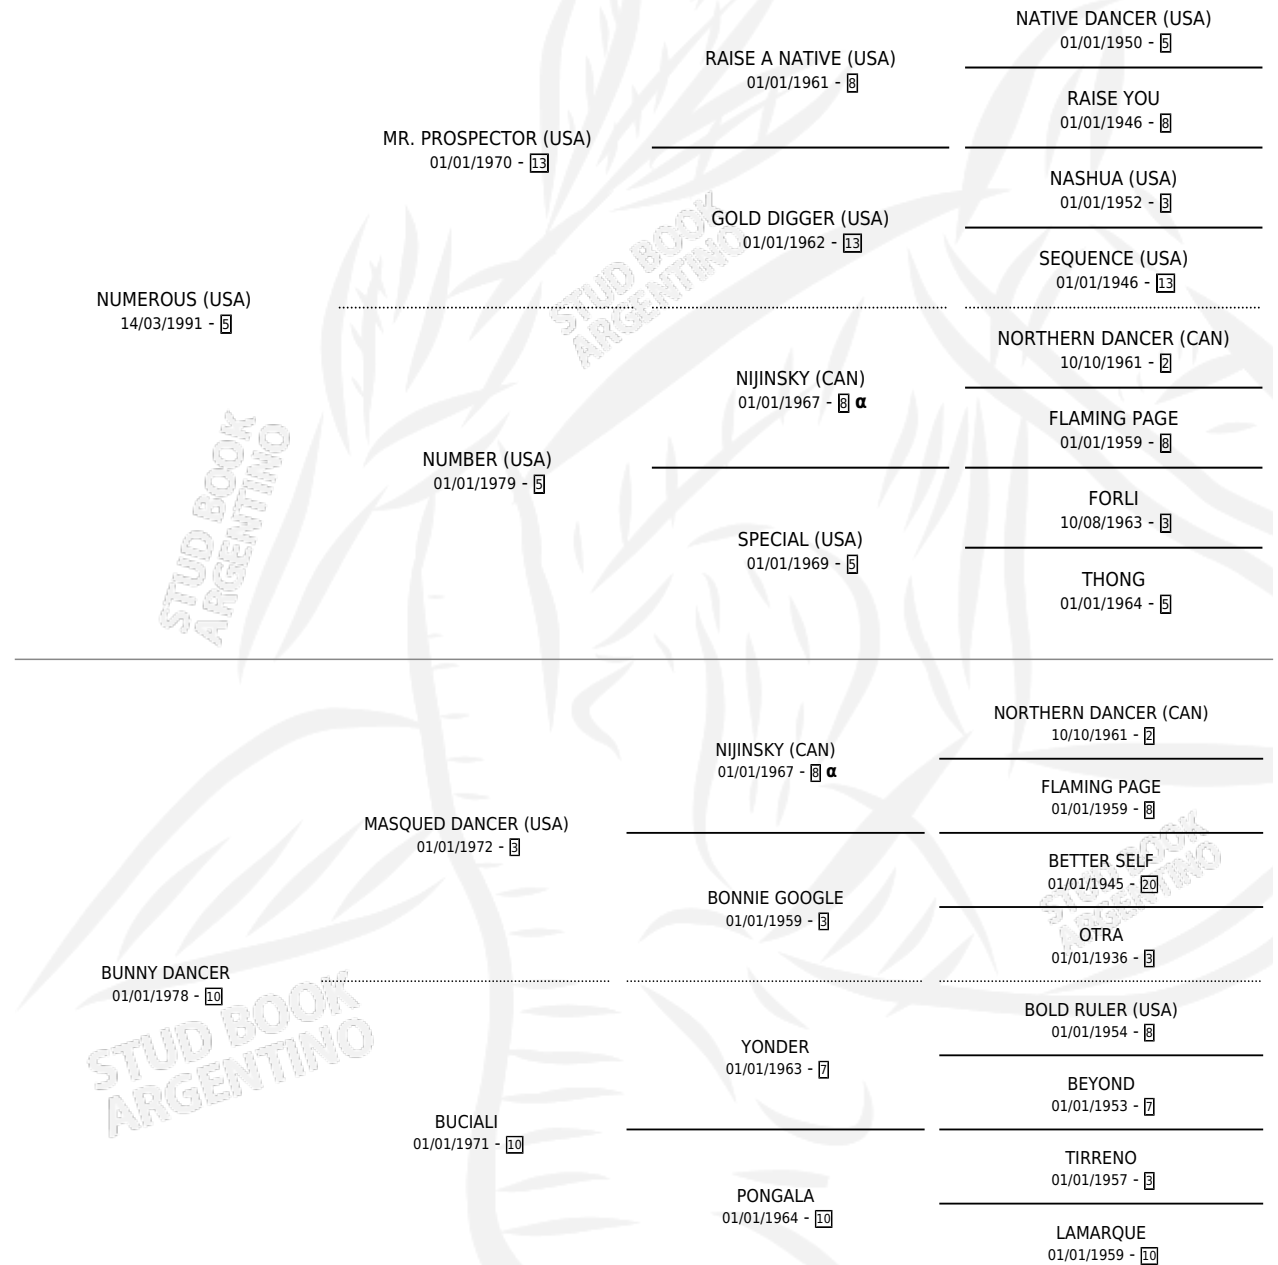 NATIVE DANCER (USA)
01/01/1950 - 5
RAISE A NATIVE (USA)
01/01/1961 - 8
RAISE YOU
01/01/1946 - 8
MR. PROSPECTOR (USA)
01/01/1970 - 13
NASHUA (USA)
01/01/1952 - 3
GOLD DIGGER (USA)
01/01/1962 - 13
SEQUENCE (USA)
01/01/1946 - 13
NUMEROUS (USA)
14/03/1991 - 5
NORTHERN DANCER (CAN)
10/10/1961 - 2
NIJINSKY (CAN)
01/01/1967 - 8 α
FLAMING PAGE
01/01/1959 - 8
NUMBER (USA)
01/01/1979 - 5
FORLI
10/08/1963 - 3
SPECIAL (USA)
01/01/1969 - 5
THONG
01/01/1964 - 5
NORTHERN DANCER (CAN)
10/10/1961 - 2
NIJINSKY (CAN)
01/01/1967 - 8 α
FLAMING PAGE
01/01/1959 - 8
MASQUED DANCER (USA)
01/01/1972 - 3
BETTER SELF
01/01/1945 - 20
BONNIE GOOGLE
01/01/1959 - 3
OTRA
01/01/1936 - 3
BUNNY DANCER
01/01/1978 - 10
BOLD RULER (USA)
01/01/1954 - 8
YONDER
01/01/1963 - 7
BEYOND
01/01/1953 - 7
BUCIALI
01/01/1971 - 10
TIRRENO
01/01/1957 - 3
PONGALA
01/01/1964 - 10
LAMARQUE
01/01/1959 - 10
STUD BOOK
ARGENTINO
STUD BOOK
ARGENTINO
STUD BOOK
ARGENTINO
STUD BOOK
ARGENTINO